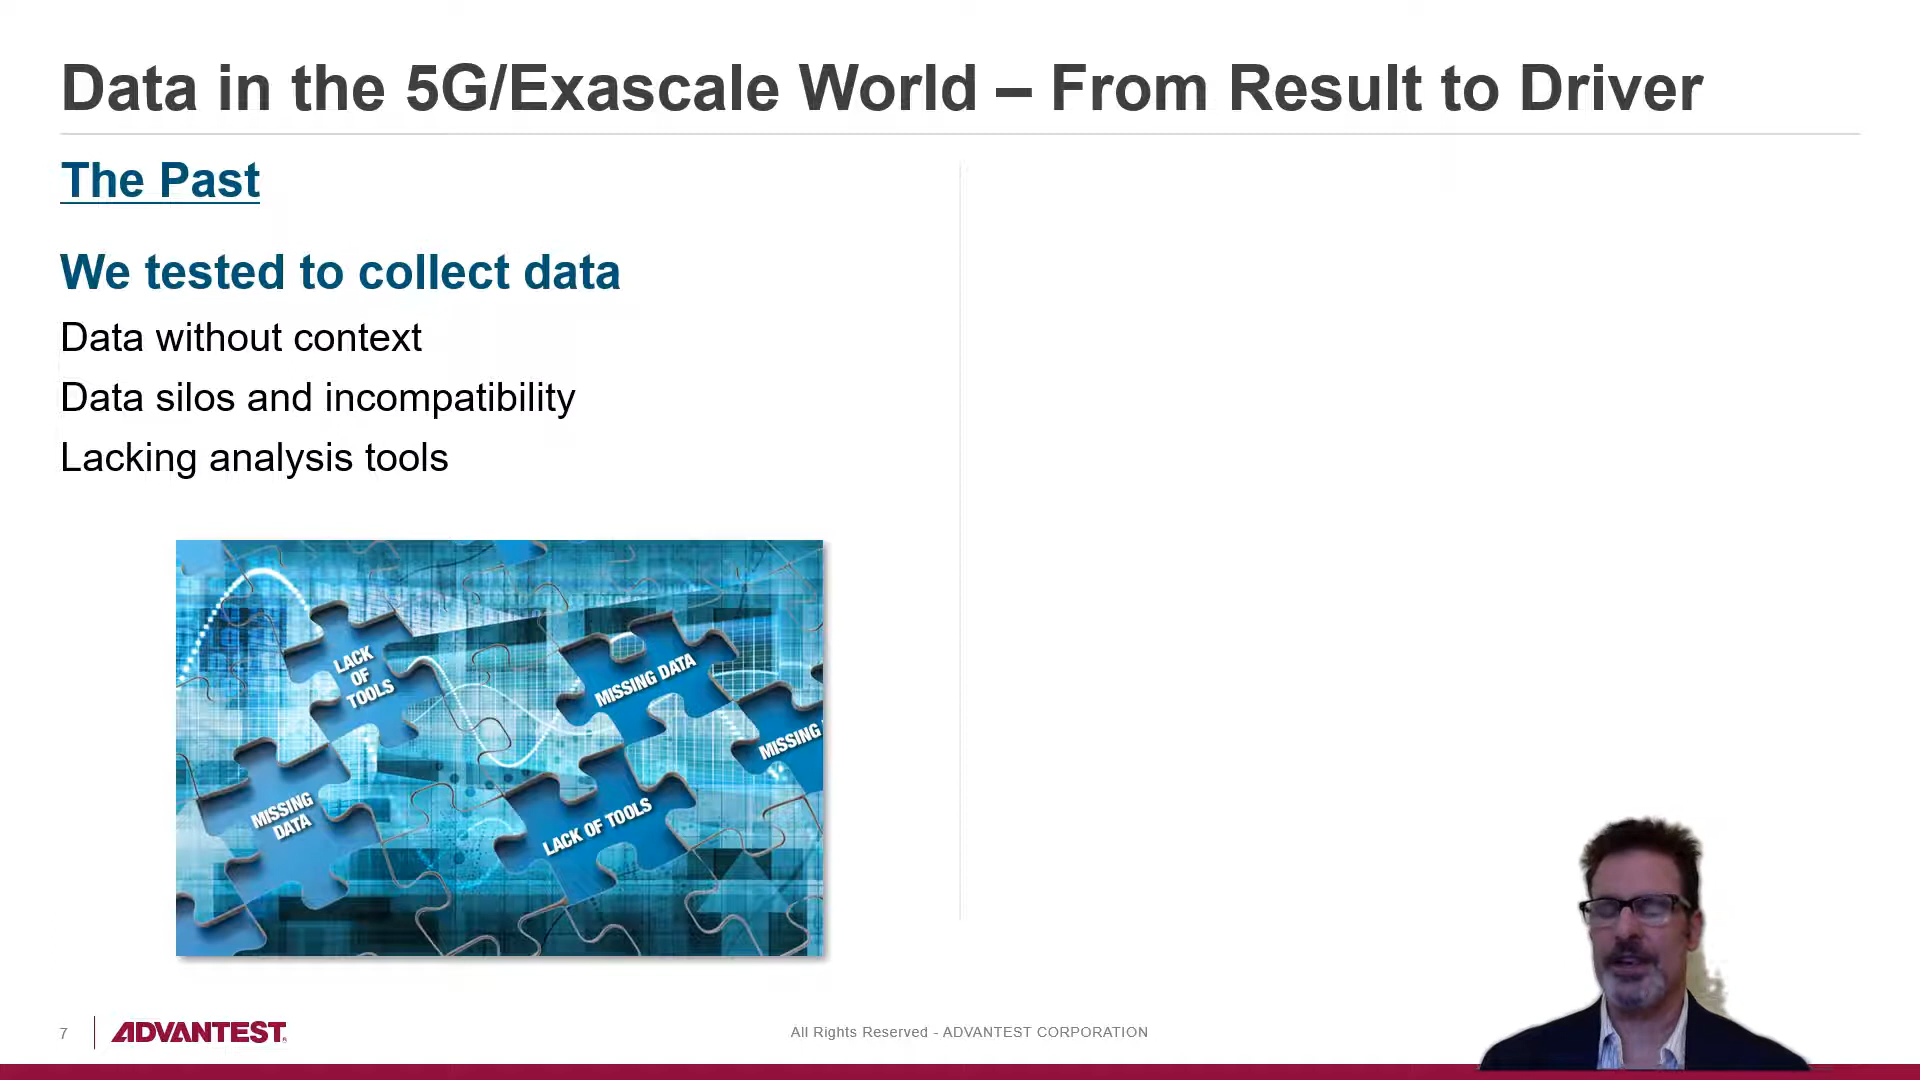 Data in the 5G/Exascale World – From Result to Driver
The Past
We tested to collect data
Data without context
Data silos and incompatibility
Lacking analysis tools
LACK
OF
TOOLS
MISSING DATA
MISSING
MISSING
DATA
LACK OF TOOLS
7
ADVANTEST
All Rights Reserved - ADVANTEST CORPORATION